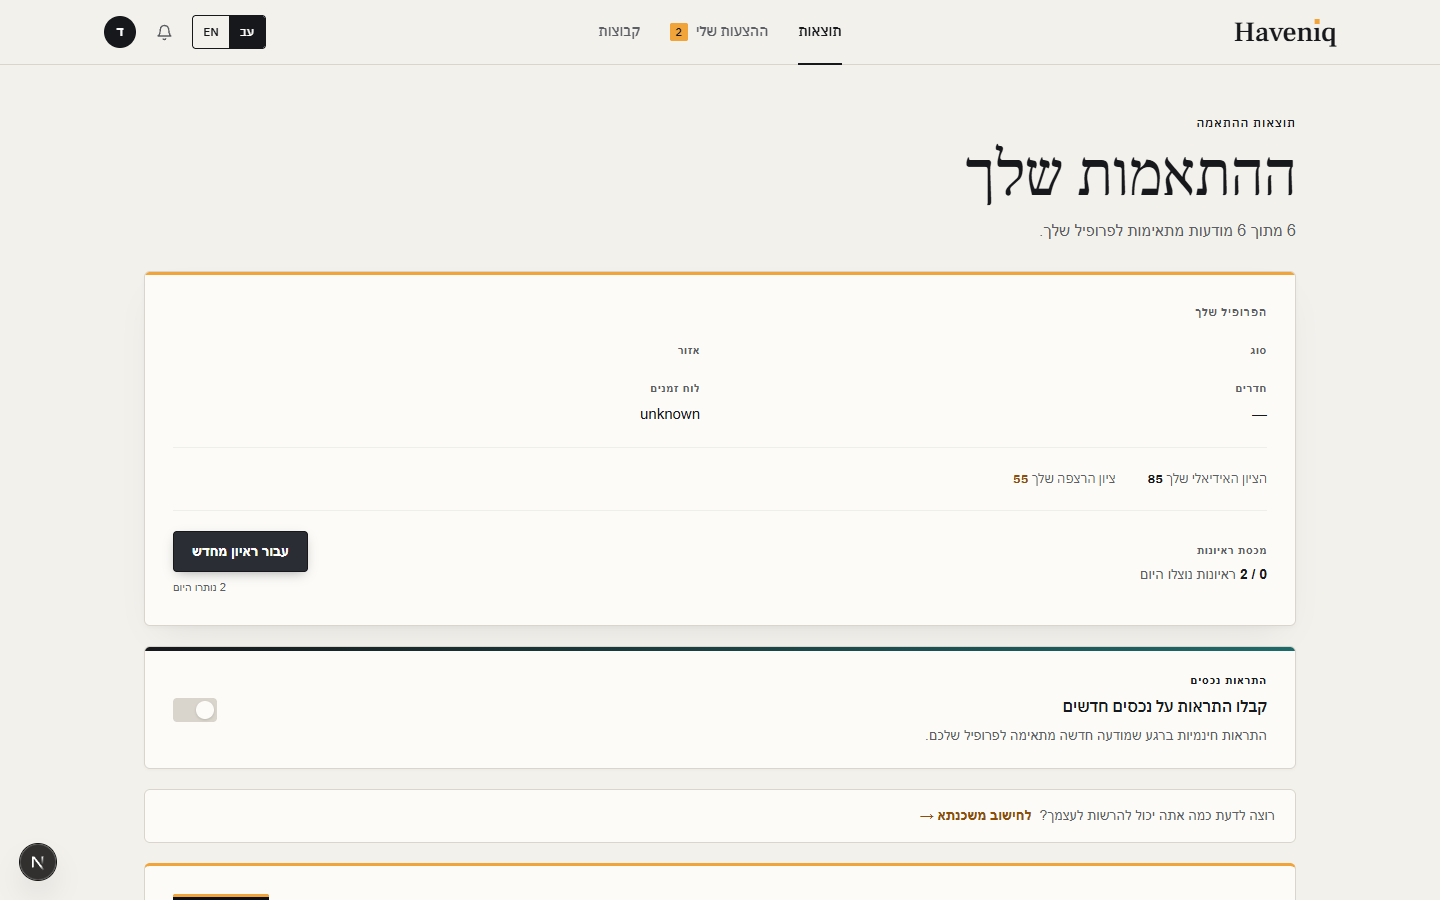 Haveniq
תוצאות
ההצעות שלי 2
קבוצות
עב EN
ד
תוצאות ההתאמה
ההתאמות שלך
6 מתוך 6 מודעות מתאימות לפרופיל שלך.
הפרופיל שלך
סוג
אזור
חדרים
לוח זמנים
—
unknown
הציון האידיאלי שלך 85
ציון הרצפה שלך 55
מכסת ראיונות
0 / 2 ראיונות נוצלו היום
עבור ראיון מחדש
2 נותרו היום
התראות נכסים
קבלו התראות על נכסים חדשים
התראות חינמיות ברגע שמודעה חדשה מתאימה לפרופיל שלכם.
רוצה לדעת כמה אתה יכול להרשות לעצמך? לחישוב משכנתא →
N